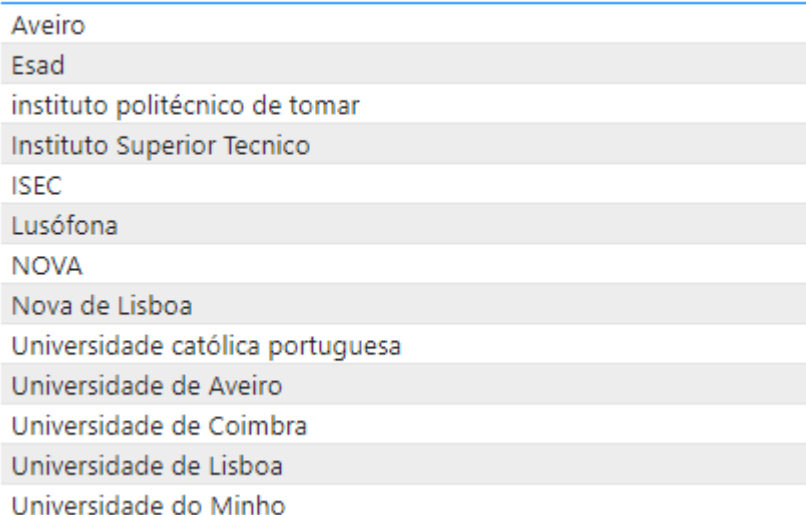 Aveiro
Esad
instituto politécnico de tomar
Instituto Superior Tecnico
ISEC
Lusófona
NOVA
Nova de Lisboa
Universidade católica portuguesa
Universidade de Aveiro
Universidade de Coimbra
Universidade de Lisboa
Universidade do Minho